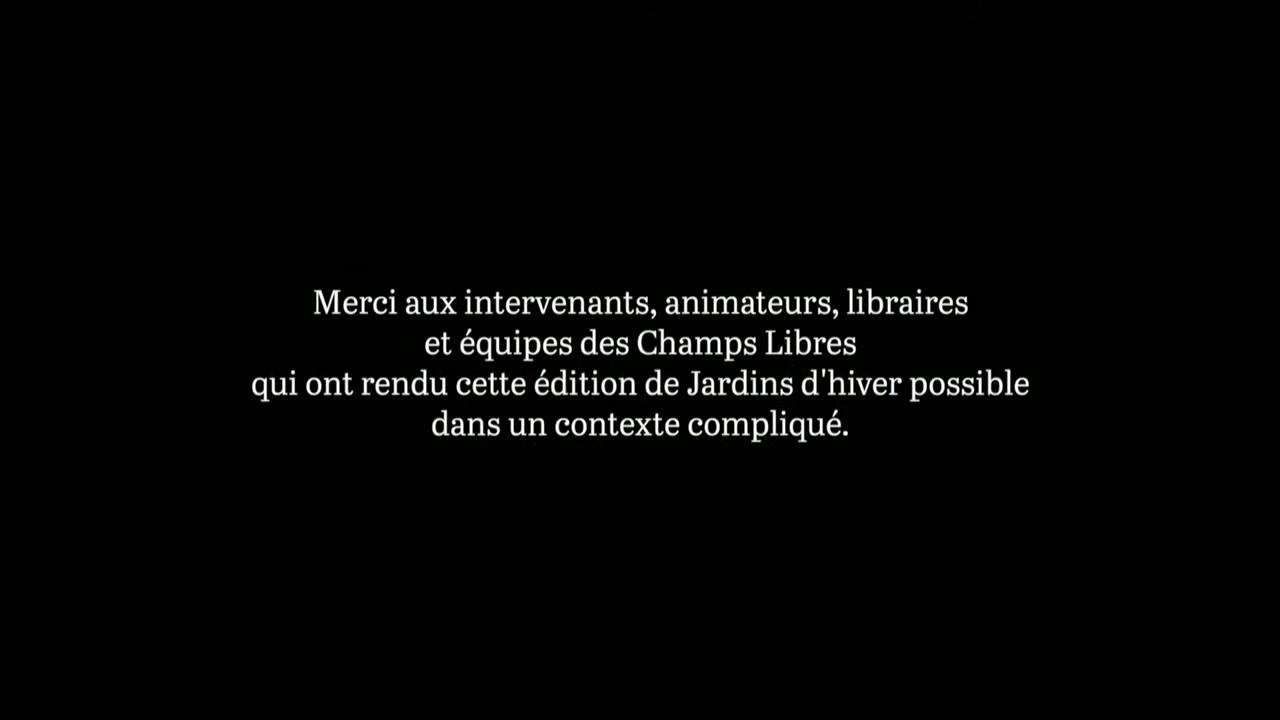 Merci aux intervenants, animateurs, libraires
et équipes des Champs Libres
qui ont rendu cette édition de Jardins d'hiver possible
dans un contexte compliqué.